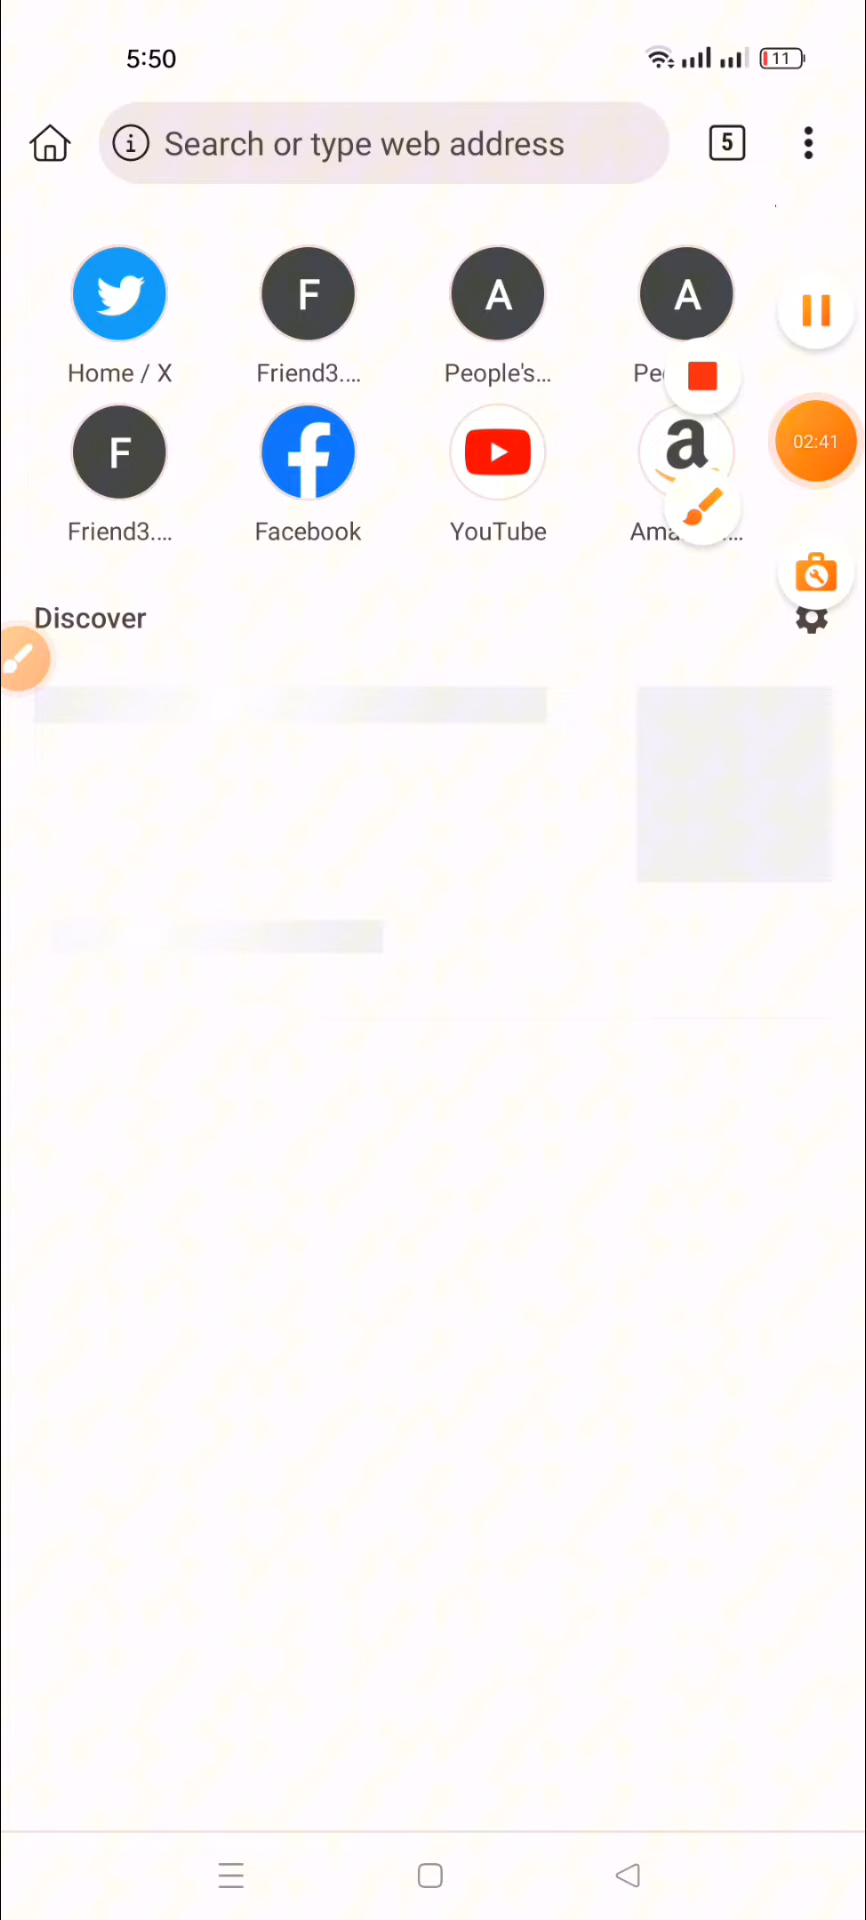 5:50
11
Search or type web address
5
F
A
A
Home / X
Friend3....
People's...
Pe
02:41
F
a
Friend3....
Facebook
YouTube
Ama
...
Discover